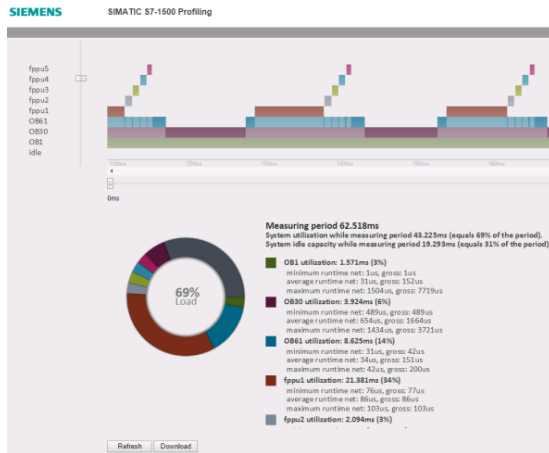 SIEMENS
SIMATIC S7-1500 Profiling
fppu5
fppu4
fppu3
fppu2
fppu1
OB61
OB30
OB1
idle
0ms
Measuring period 62.518ms
System utilization while measuring period 43.225ms (equals 69% of the period).
System idle capacity while measuring period 19.293ms (equals 31% of the period)
69%
Load
OB1 utilization: 1.571ms (3%)
minimum runtime net: 1us, gross: 1us
average runtime net: 31us, gross: 152us
maximum runtime net: 1504us, gross: 7719us
OB30 utilization: 3.924ms (6%)
minimum runtime net: 489us, gross: 489us
average runtime net: 654us, gross: 1664us
maximum runtime net: 1434us, gross: 3721us
OB61 utilization: 8.625ms (14%)
minimum runtime net: 31us, gross: 42us
average runtime net: 34us, gross: 151us
maximum runtime net: 42us, gross: 200us
fppu1 utilization: 21.381ms (34%)
minimum runtime net: 76us, gross: 77us
average runtime net: 86us, gross: 86us
maximum runtime net: 103us, gross: 103us
fppu2 utilization: 2.094ms (3%)
Refresh Download